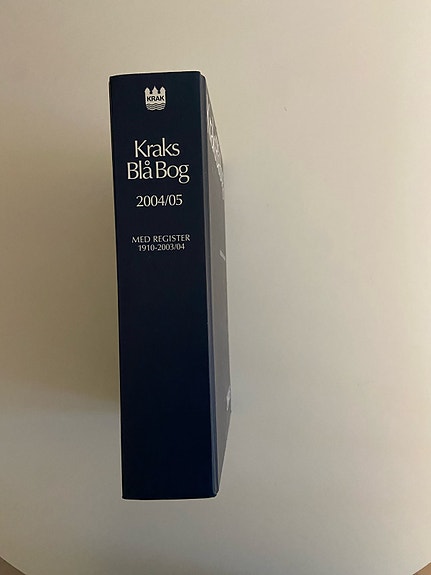 KRAK
Kraks
Blå Bog
2004/05
MED REGISTER
1910-2003/04